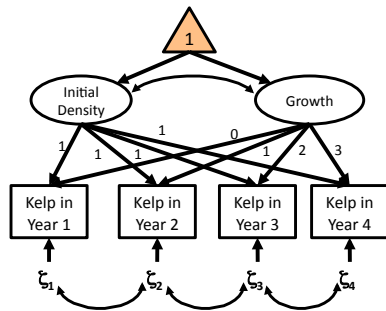 1
Initial
Density
Growth
1 1 1 1 0 1 2 3
Kelp in
Year 1
Kelp in
Year 2
Kelp in
Year 3
Kelp in
Year 4
ζ1 ζ2 ζ3 ζ4